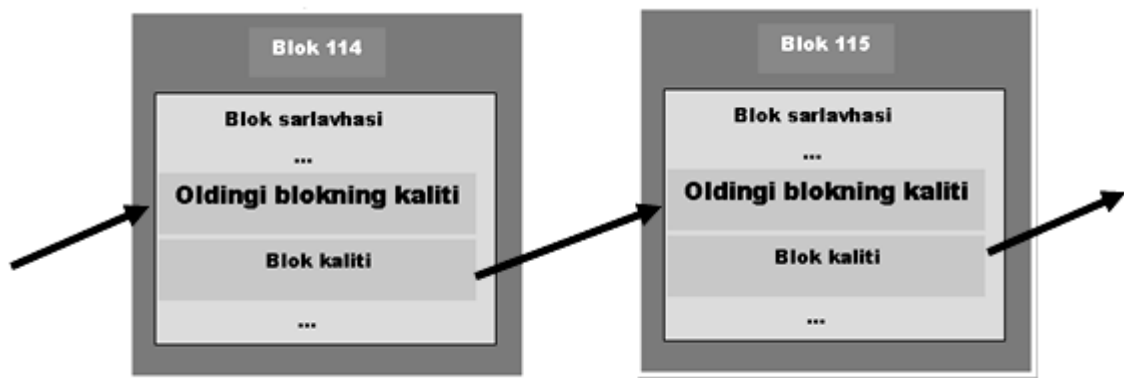 Blok 114
Blok sarlavhasi
...
Oldingi blokning kaliti
Blok kaliti
...
Blok 115
Blok sarlavhasi
...
Oldingi blokning kaliti
Blok kaliti
...